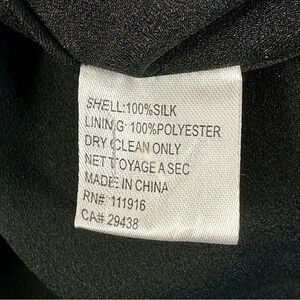 SHELL:100%SILK
LINING: 100%POLYESTER
DRY CLEAN ONLY
NETTOYAGE A SEC
MADE IN CHINA
RN# 111916
CA# 29438